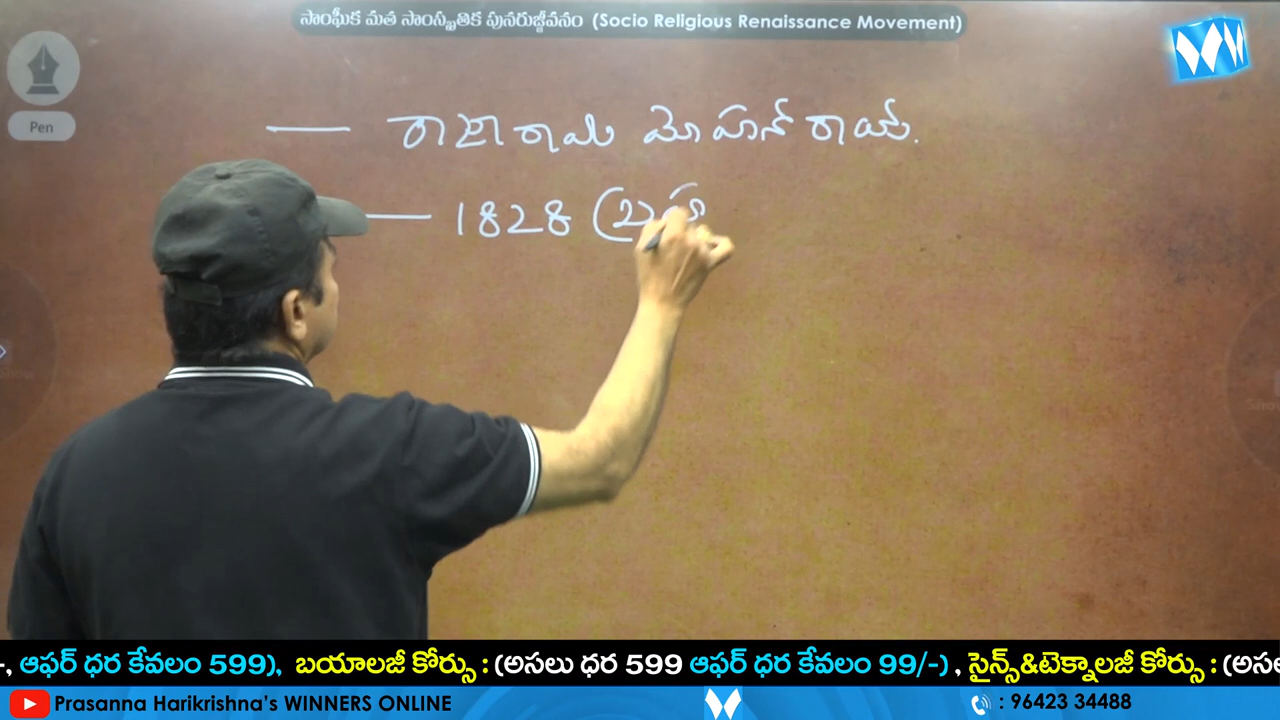 సాంఘీక మత సాంస్కృతిక పునరుజ్జీవనం (Socio Religious Renaissance Movement)
Pen
— రాజారామ మోహన్ రాయ్.
— 1828 (బ్ర
-, ఆఫర్ ధర కేవలం 599), బయాలజీ కోర్సు : (అసలు ధర 599 ఆఫర్ ధర కేవలం 99/-) , సైన్స్&టెక్నాలజీ కోర్సు : (అసల
Prasanna Harikrishna's WINNERS ONLINE : 96423 34488